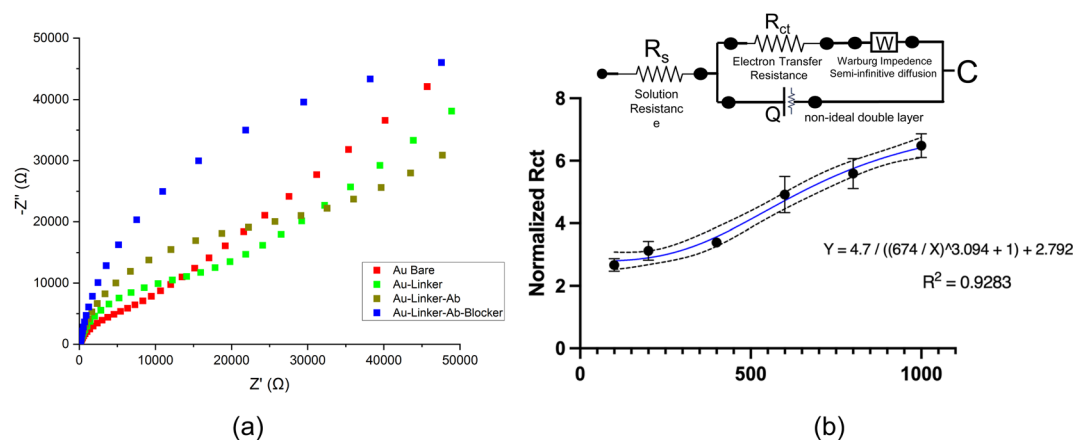 (a)
50000
40000
30000
20000
10000
0
-Z″ (Ω)
Au Bare
Au-Linker
Au-Linker-Ab
Au-Linker-Ab-Blocker
0
10000
20000
30000
40000
50000
Z' (Ω)
(a)
(b)
Rs
Solution
Resistanc
e
Rct
Electron Transfer
Resistance
W
Warburg Impedence
Semi-infinitive diffusion
C
Q
non-ideal double layer
8
6
4
2
0
Normalized Rct
Y = 4.7 / ((674 / X)^3.094 + 1) + 2.792
R² = 0.9283
0
500
1000
(b)